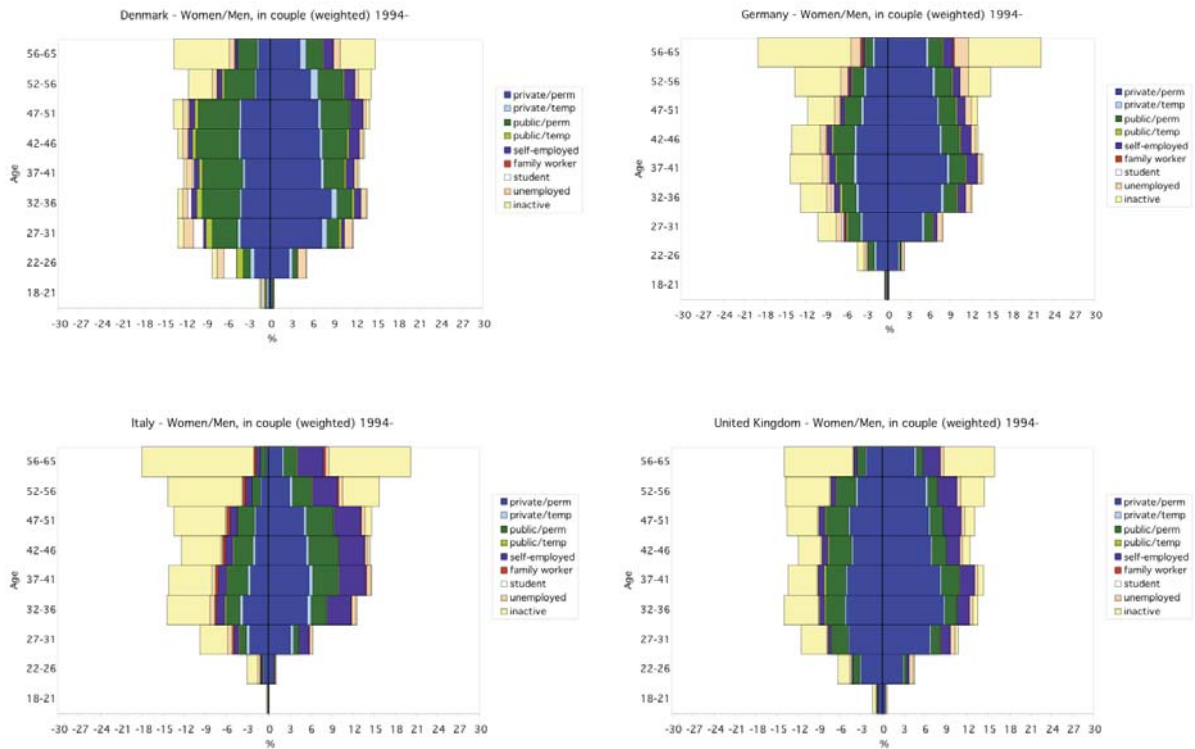 Denmark - Women/Men, in couple (weighted) 1994-
56-65
52-56
47-51
42-46
37-41
32-36
27-31
22-26
18-21
Age
-30 -27 -24 -21 -18 -15 -12 -9 -6 -3 0 3 6 9 12 15 18 21 24 27 30
%
private/perm
private/temp
public/perm
public/temp
self-employed
family worker
student
unemployed
inactive
Germany - Women/Men, in couple (weighted) 1994-
56-65
52-56
47-51
42-46
37-41
32-36
27-31
22-26
18-21
Age
-30 -27 -24 -21 -18 -15 -12 -9 -6 -3 0 3 6 9 12 15 18 21 24 27 30
%
private/perm
private/temp
public/perm
public/temp
self-employed
family worker
student
unemployed
inactive
Italy - Women/Men, in couple (weighted) 1994-
56-65
52-56
47-51
42-46
37-41
32-36
27-31
22-26
18-21
Age
-30 -27 -24 -21 -18 -15 -12 -9 -6 -3 0 3 6 9 12 15 18 21 24 27 30
%
private/perm
private/temp
public/perm
public/temp
self-employed
family worker
student
unemployed
inactive
United Kingdom - Women/Men, in couple (weighted) 1994-
56-65
52-56
47-51
42-46
37-41
32-36
27-31
22-26
18-21
Age
-30 -27 -24 -21 -18 -15 -12 -9 -6 -3 0 3 6 9 12 15 18 21 24 27 30
%
private/perm
private/temp
public/perm
public/temp
self-employed
family worker
student
unemployed
inactive